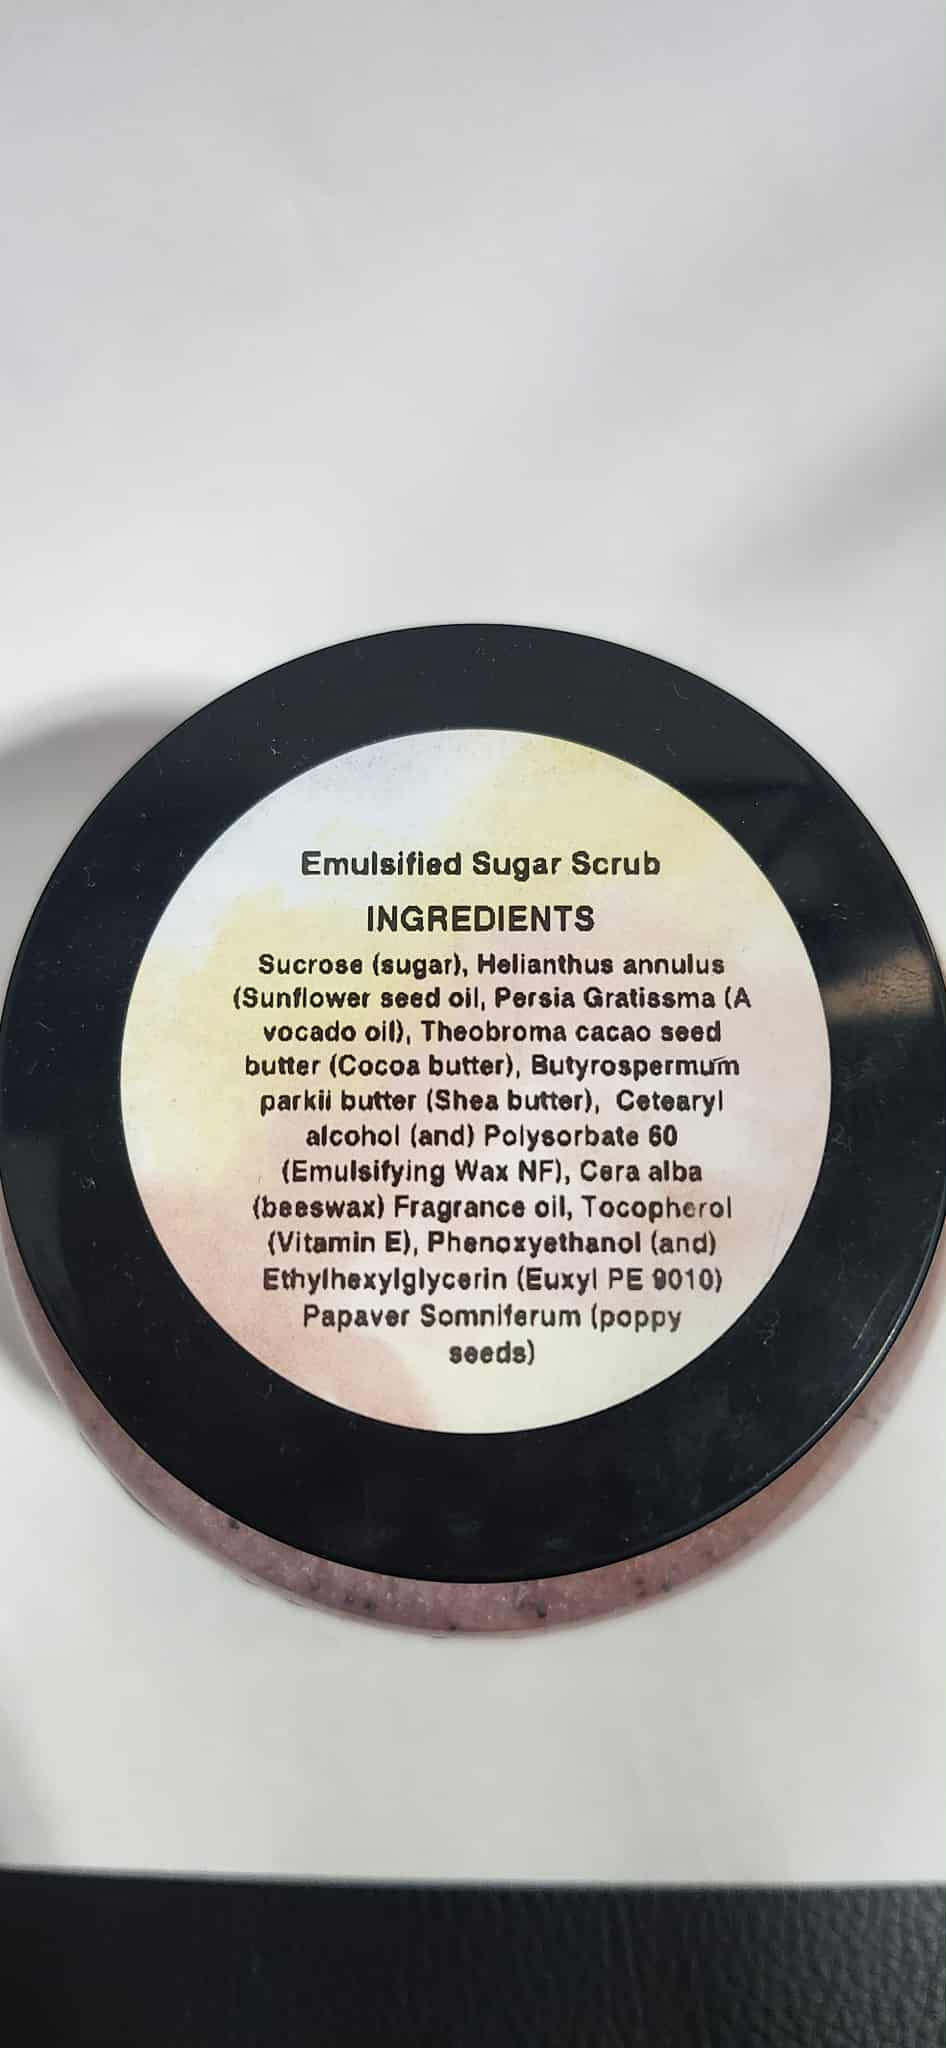 Emulsified Sugar Scrub
INGREDIENTS
Sucrose (sugar), Helianthus annulus
(Sunflower seed oil, Persia Gratissma (A
vocado oil), Theobroma cacao seed
butter (Cocoa butter), Butyrospermum
parkii butter (Shea butter),  Cetearyl
alcohol (and) Polysorbate 60
(Emulsifying Wax NF), Cera alba
(beeswax) Fragrance oil, Tocopherol
(Vitamin E), Phenoxyethanol (and)
Ethylhexylglycerin (Euxyl PE 9010)
Papaver Somniferum (poppy
seeds)